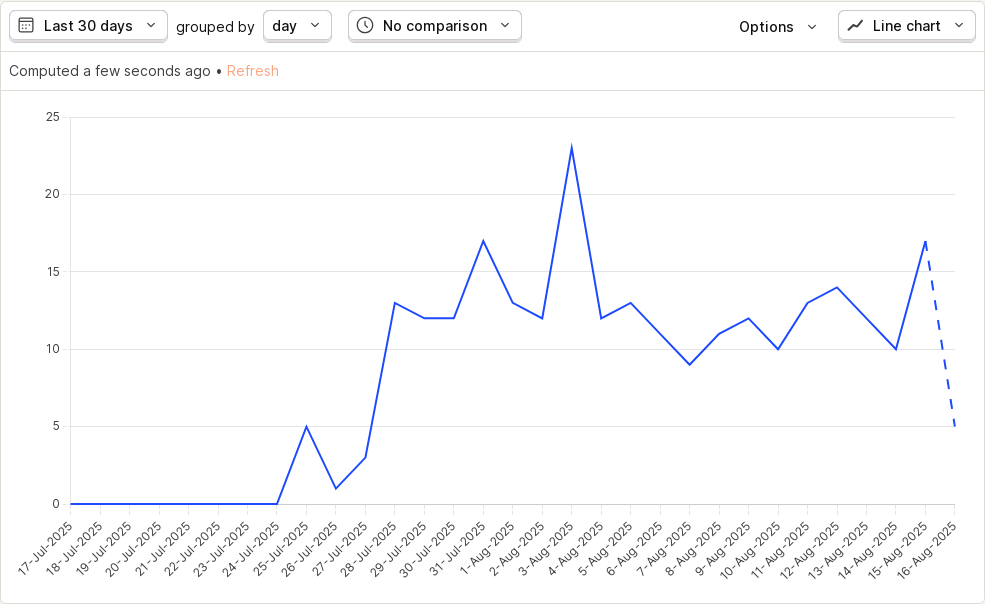 Last 30 days grouped by day No comparison Options Line chart
Computed a few seconds ago • Refresh
25
20
15
10
5
0
17-Jul-2025
18-Jul-2025
19-Jul-2025
20-Jul-2025
21-Jul-2025
22-Jul-2025
23-Jul-2025
24-Jul-2025
25-Jul-2025
26-Jul-2025
27-Jul-2025
28-Jul-2025
29-Jul-2025
30-Jul-2025
31-Jul-2025
1-Aug-2025
2-Aug-2025
3-Aug-2025
4-Aug-2025
5-Aug-2025
6-Aug-2025
7-Aug-2025
8-Aug-2025
9-Aug-2025
10-Aug-2025
11-Aug-2025
12-Aug-2025
13-Aug-2025
14-Aug-2025
15-Aug-2025
16-Aug-2025